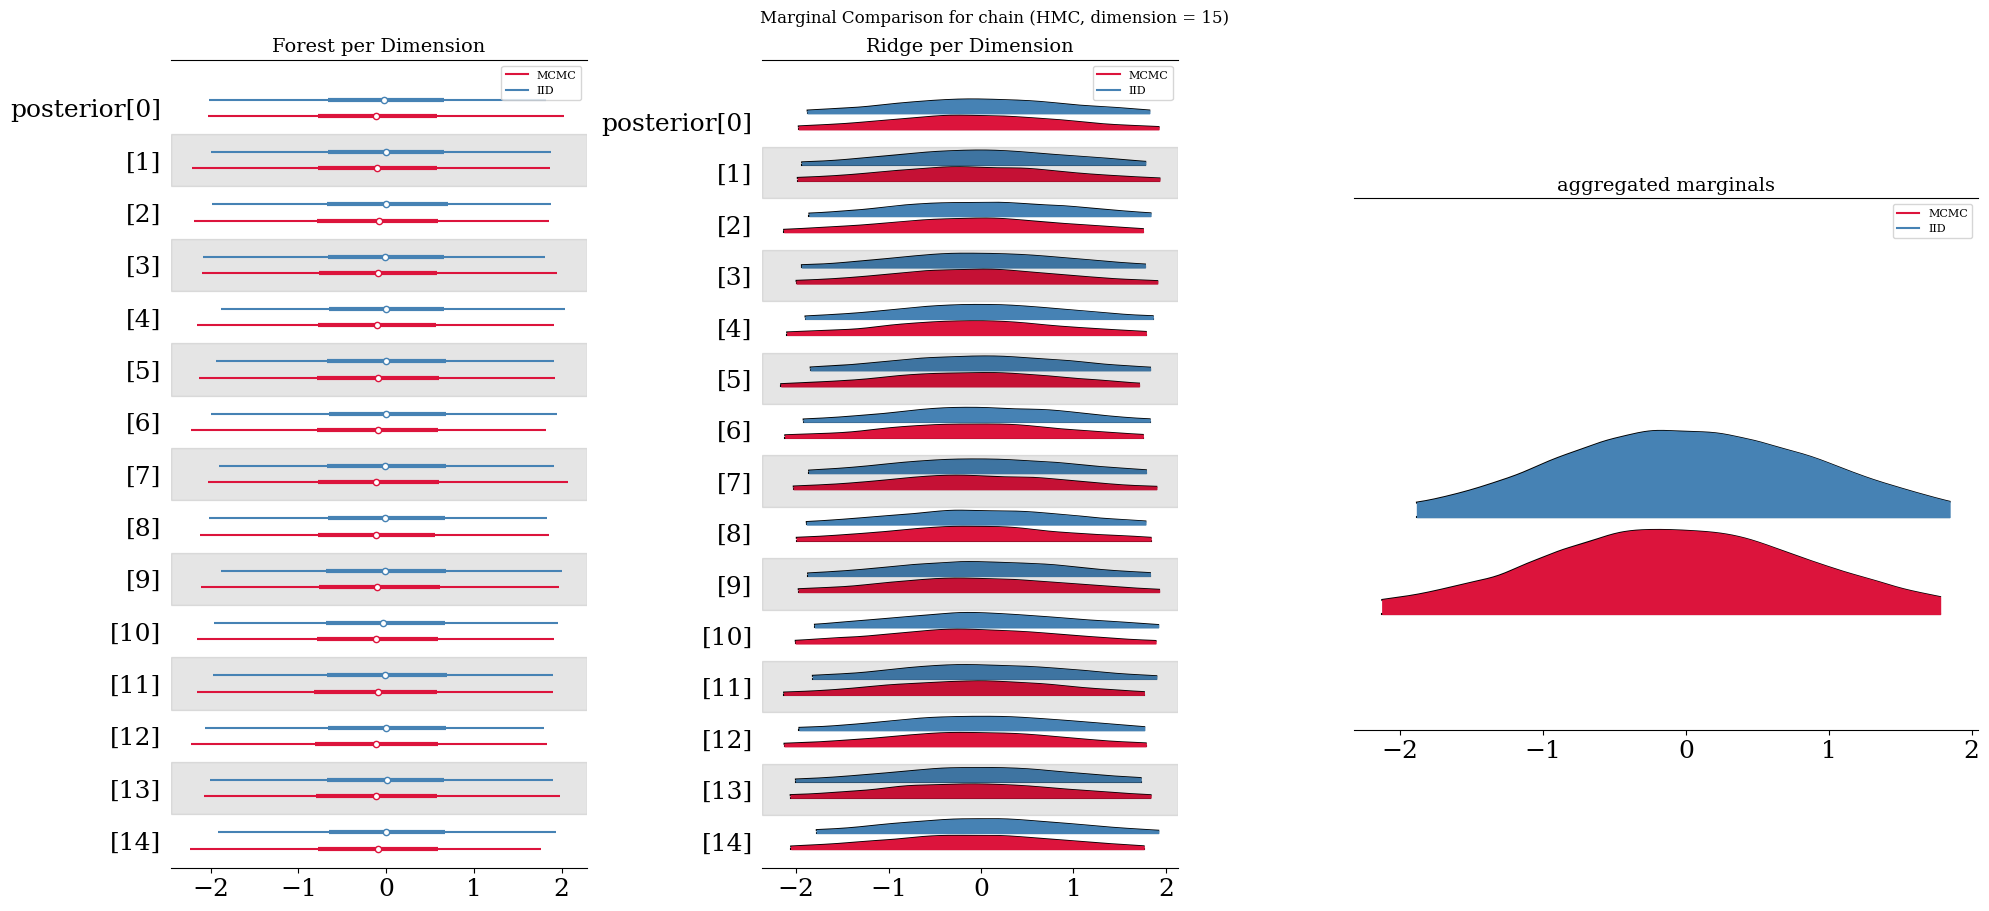 Marginal Comparison for chain (HMC, dimension = 15)
Forest per Dimension
MCMC
IID
posterior[0]
[1]
[2]
[3]
[4]
[5]
[6]
[7]
[8]
[9]
[10]
[11]
[12]
[13]
[14]
−2 −1 0 1 2
Ridge per Dimension
MCMC
IID
posterior[0]
[1]
[2]
[3]
[4]
[5]
[6]
[7]
[8]
[9]
[10]
[11]
[12]
[13]
[14]
−2 −1 0 1 2
aggregated marginals
MCMC
IID
−2 −1 0 1 2